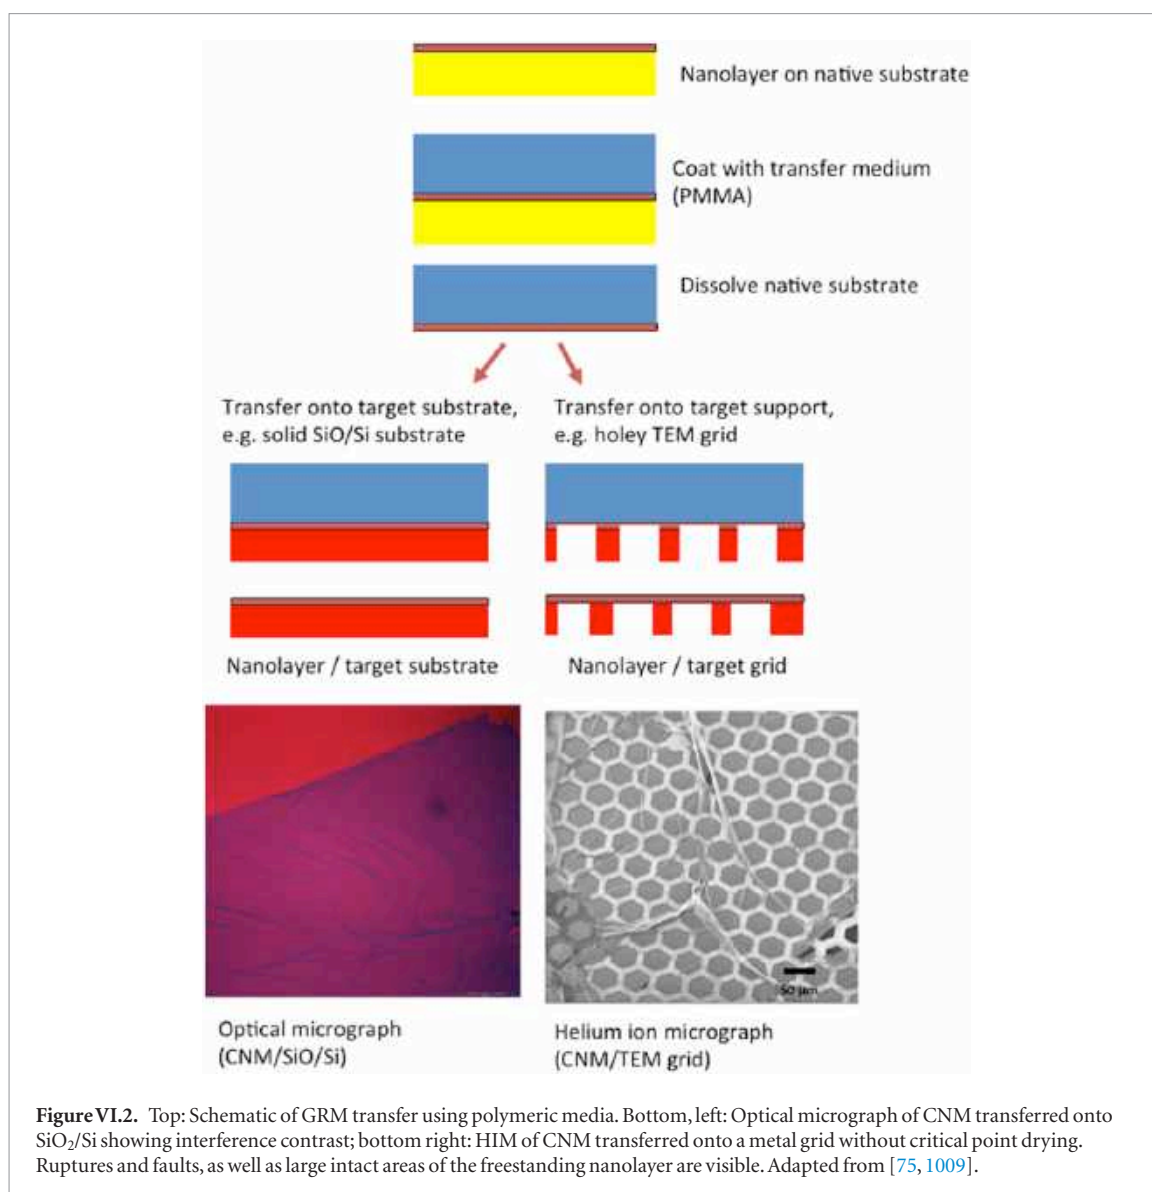 Nanolayer on native substrate
Coat with transfer medium
(PMMA)
Dissolve native substrate
Transfer onto target substrate,
e.g. solid SiO/Si substrate
Transfer onto target support,
e.g. holey TEM grid
Nanolayer / target substrate
Nanolayer / target grid
50 µm
Optical micrograph
(CNM/SiO/Si)
Helium ion micrograph
(CNM/TEM grid)
Figure VI.2. Top: Schematic of GRM transfer using polymeric media. Bottom, left: Optical micrograph of CNM transferred onto
SiO₂/Si showing interference contrast; bottom right: HIM of CNM transferred onto a metal grid without critical point drying.
Ruptures and faults, as well as large intact areas of the freestanding nanolayer are visible. Adapted from [75, 1009].